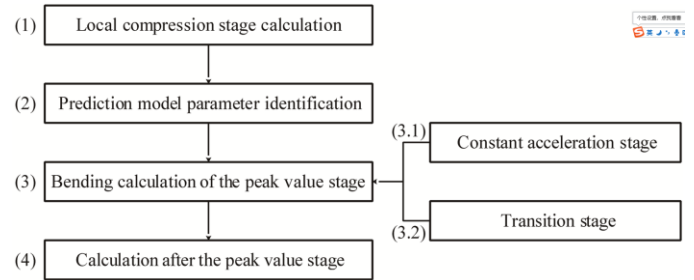 (1) Local compression stage calculation
(2) Prediction model parameter identification
(3.1) Constant acceleration stage
(3) Bending calculation of the peak value stage
(3.2) Transition stage
(4) Calculation after the peak value stage
英